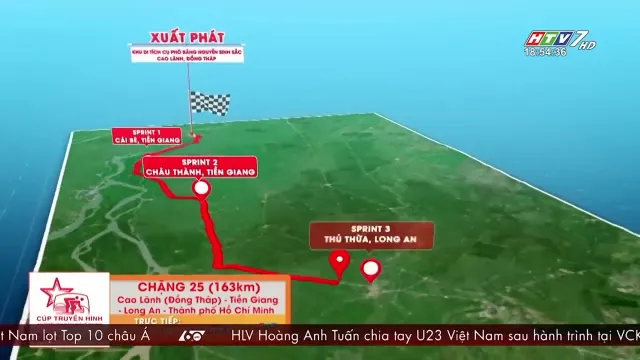 XUẤT PHÁT
KHU DI TÍCH CỤ PHÓ BẢNG NGUYỄN SINH SẮC
CAO LÃNH, ĐỒNG THÁP
HTV7 HD
18:54:36
SPRINT 1
CÁI BÈ, TIỀN GIANG
SPRINT 2
CHÂU THÀNH, TIỀN GIANG
SPRINT 3
THỦ THỪA, LONG AN
CÚP TRUYỀN HÌNH
CHẶNG 25 (163km)
Cao Lãnh (Đồng Tháp) - Tiền Giang
- Long An - Thành phố Hồ Chí Minh
TRỰC TIẾP:
t Nam lọt Top 10 châu Á
60
HLV Hoàng Anh Tuấn chia tay U23 Việt Nam sau hành trình tại VCK